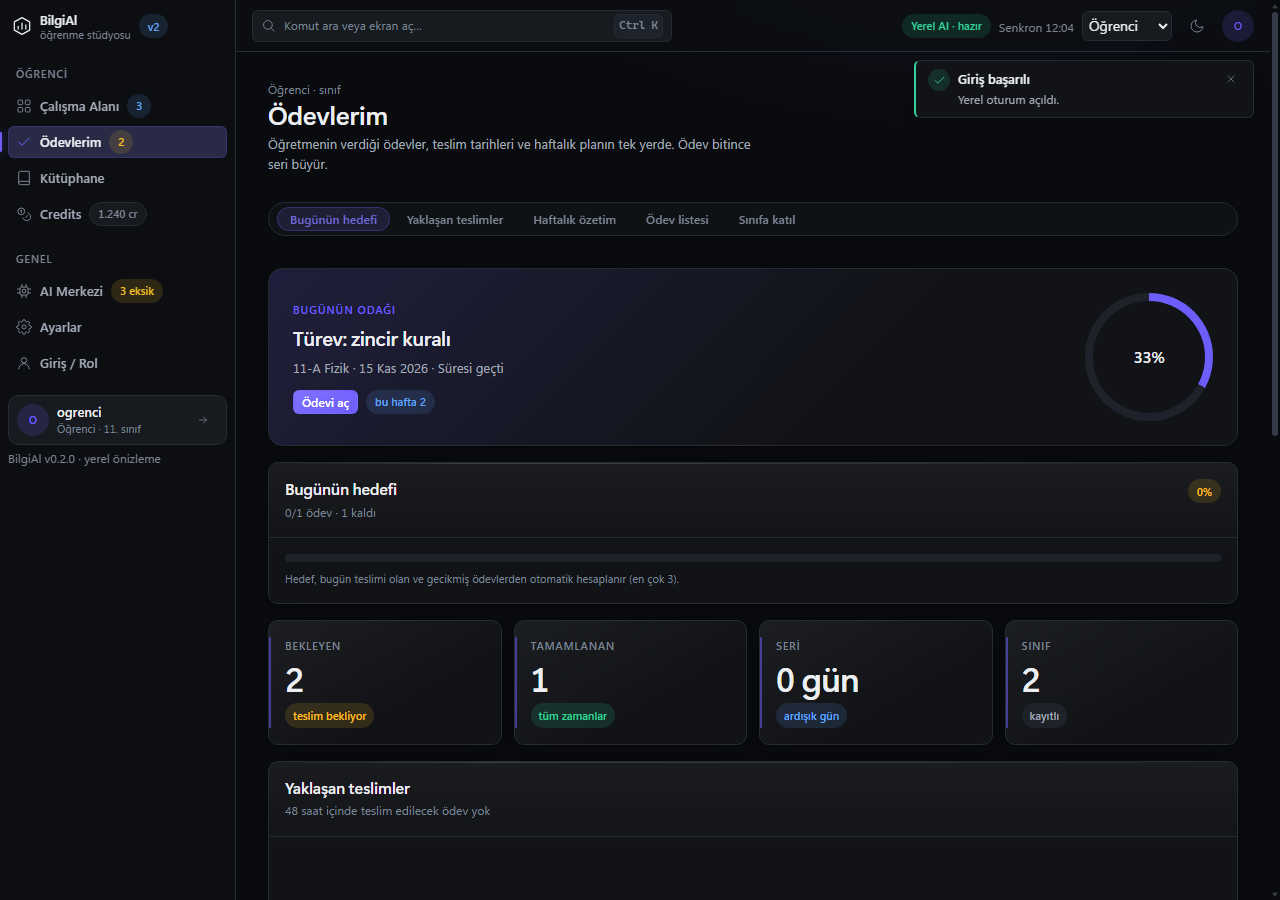 BilgiAI
öğrenme stüdyosu
v2
Komut ara veya ekran aç...
Ctrl K
Yerel AI · hazır
Senkron 12:04
Öğrenci
O
ÖĞRENCİ
Çalışma Alanı
3
Ödevlerim
2
Kütüphane
Credits
1.240 cr
GENEL
AI Merkezi
3 eksik
Ayarlar
Giriş / Rol
O
ogrenci
Öğrenci · 11. sınıf
BilgiAI v0.2.0 · yerel önizleme
Giriş başarılı
Yerel oturum açıldı.
Öğrenci · sınıf
Ödevlerim
Öğretmenin verdiği ödevler, teslim tarihleri ve haftalık planın tek yerde. Ödev bitince
seri büyür.
Bugünün hedefi
Yaklaşan teslimler
Haftalık özetim
Ödev listesi
Sınıfa katıl
BUGÜNÜN ODAĞI
Türev: zincir kuralı
11-A Fizik · 15 Kas 2026 · Süresi geçti
Ödevi aç
bu hafta 2
33%
Bugünün hedefi
0/1 ödev · 1 kaldı
0%
Hedef, bugün teslimi olan ve gecikmiş ödevlerden otomatik hesaplanır (en çok 3).
BEKLEYEN
2
teslim bekliyor
TAMAMLANAN
1
tüm zamanlar
SERİ
0 gün
ardışık gün
SINIF
2
kayıtlı
Yaklaşan teslimler
48 saat içinde teslim edilecek ödev yok